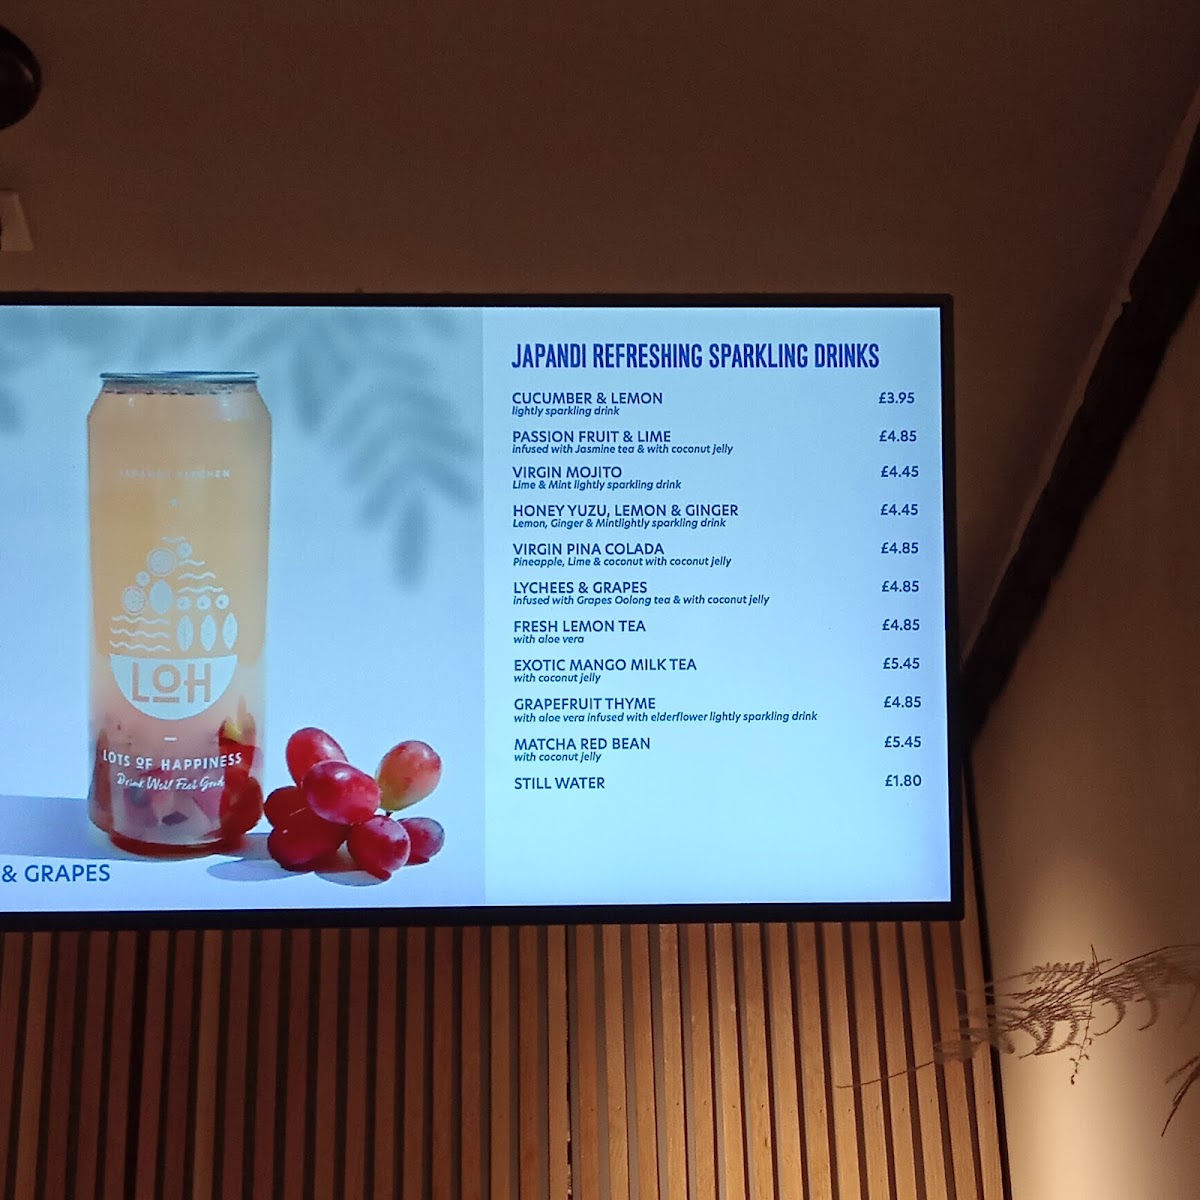 JAPANDI KITCHEN
LOH
LOTS OF HAPPINESS
Drink Well Feel Good
& GRAPES
JAPANDI REFRESHING SPARKLING DRINKS
CUCUMBER & LEMON £3.95
lightly sparkling drink
PASSION FRUIT & LIME £4.85
infused with Jasmine tea & with coconut jelly
VIRGIN MOJITO £4.45
Lime & Mint lightly sparkling drink
HONEY YUZU, LEMON & GINGER £4.45
Lemon, Ginger & Mintlightly sparkling drink
VIRGIN PINA COLADA £4.85
Pineapple, Lime & coconut with coconut jelly
LYCHEES & GRAPES £4.85
infused with Grapes Oolong tea & with coconut jelly
FRESH LEMON TEA £4.85
with aloe vera
EXOTIC MANGO MILK TEA £5.45
with coconut jelly
GRAPEFRUIT THYME £4.85
with aloe vera infused with elderflower lightly sparkling drink
MATCHA RED BEAN £5.45
with coconut jelly
STILL WATER £1.80